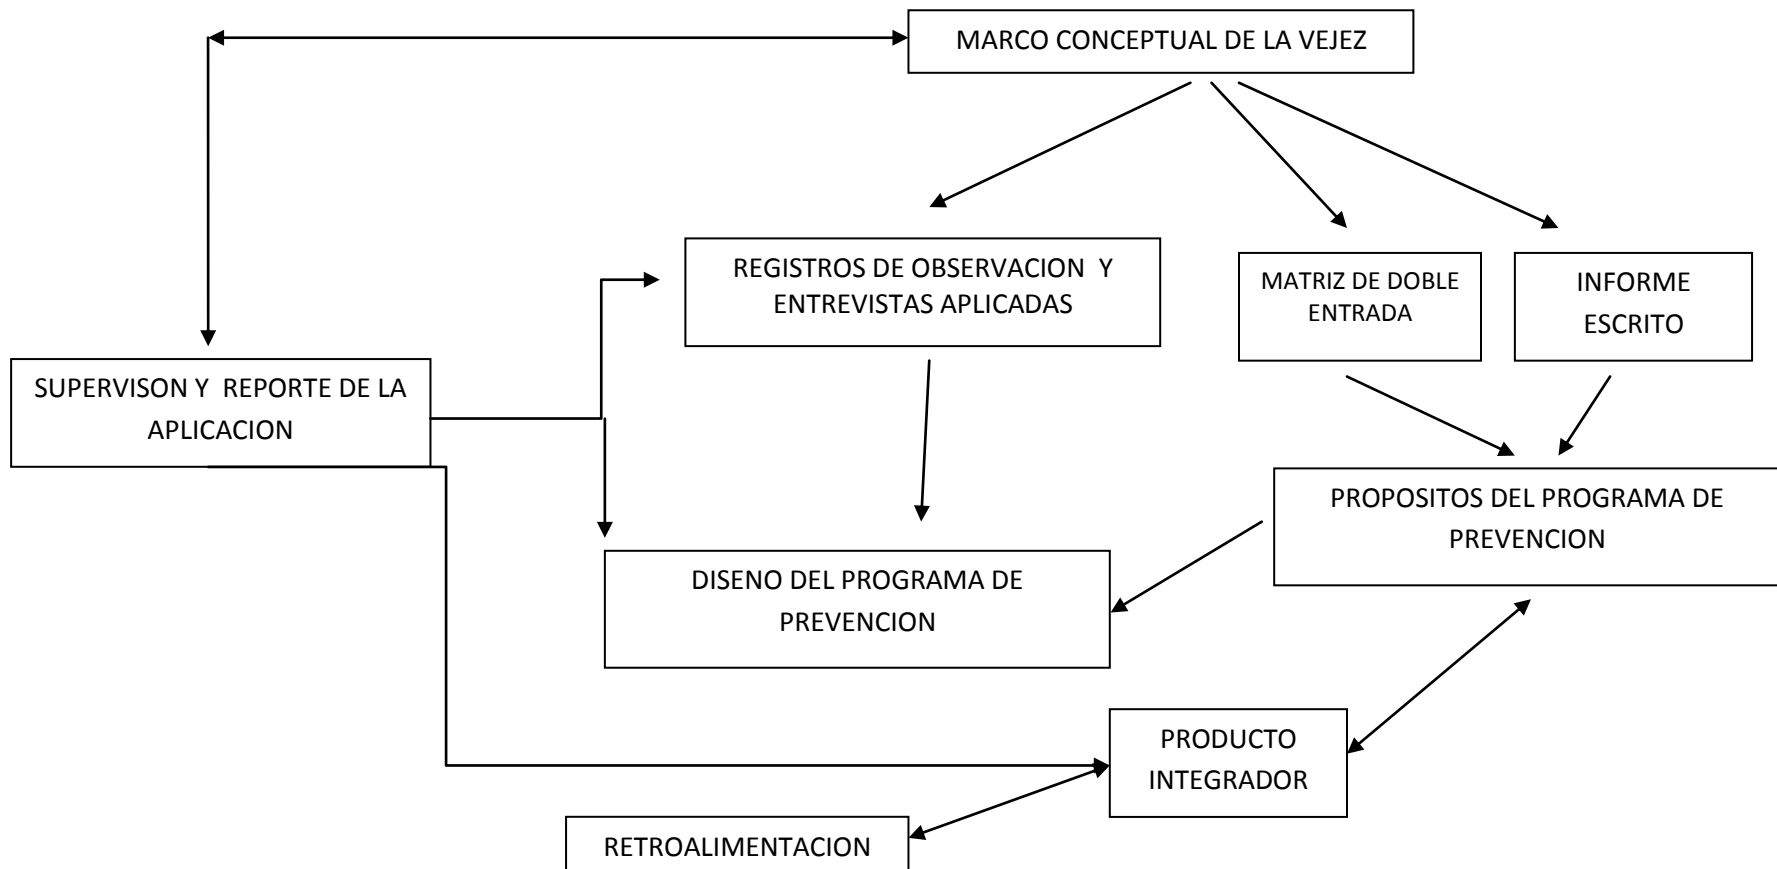 MARCO CONCEPTUAL DE LA VEJEZ
REGISTROS DE OBSERVACION  Y
ENTREVISTAS APLICADAS
MATRIZ DE DOBLE
ENTRADA
INFORME
ESCRITO
SUPERVISON Y  REPORTE DE LA
APLICACION
PROPOSITOS DEL PROGRAMA DE
PREVENCION
DISENO DEL PROGRAMA DE
PREVENCION
PRODUCTO
INTEGRADOR
RETROALIMENTACION